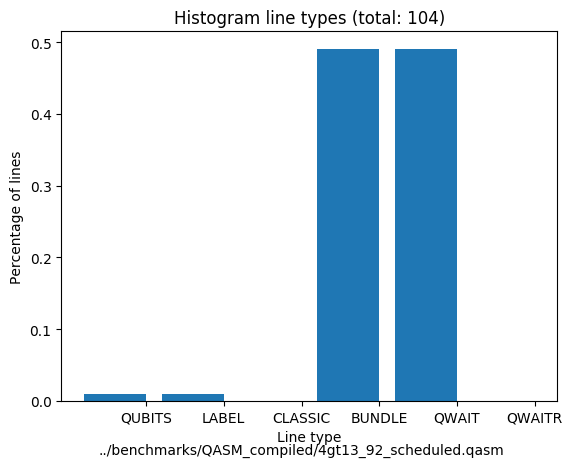 Histogram line types (total: 104)
Percentage of lines
0.5
0.4
0.3
0.2
0.1
0.0
QUBITS LABEL CLASSIC BUNDLE QWAIT QWAITR
Line type
../benchmarks/QASM_compiled/4gt13_92_scheduled.qasm